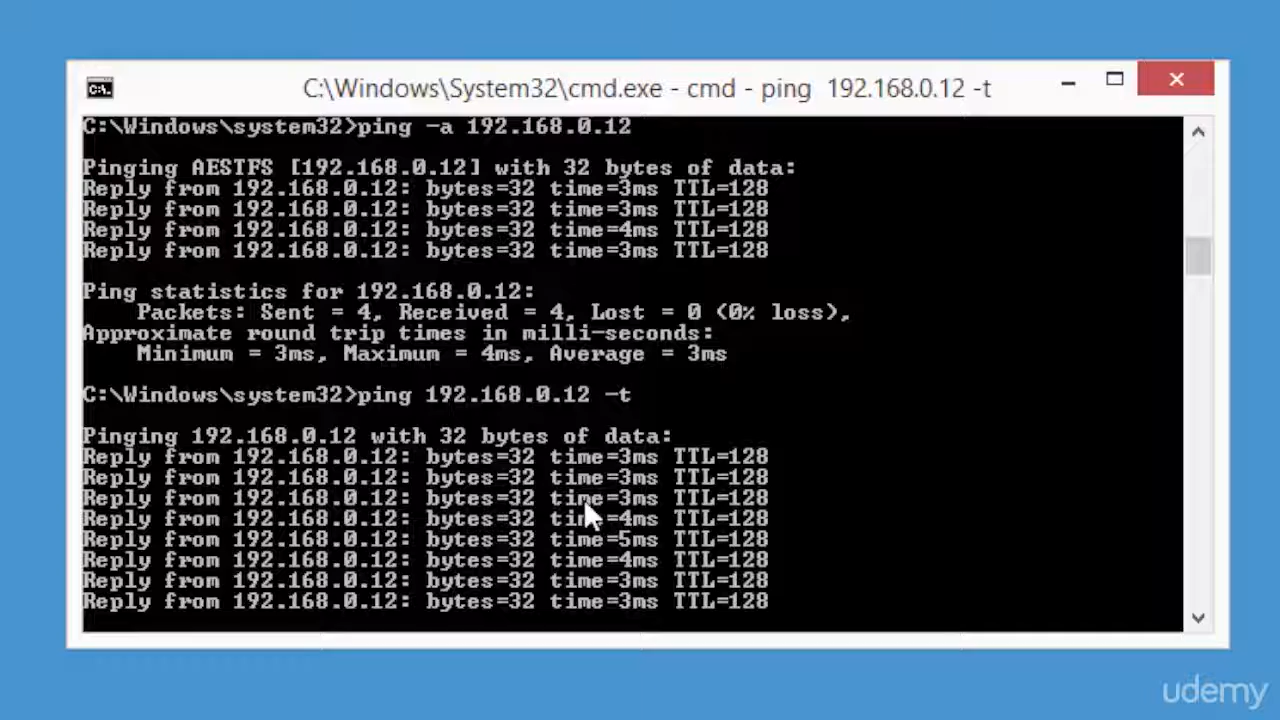 C:\Windows\System32\cmd.exe - cmd - ping 192.168.0.12 -t
C:\Windows\system32>ping -a 192.168.0.12
Pinging AESTFS [192.168.0.12] with 32 bytes of data:
Reply from 192.168.0.12: bytes=32 time=3ms TTL=128
Reply from 192.168.0.12: bytes=32 time=3ms TTL=128
Reply from 192.168.0.12: bytes=32 time=4ms TTL=128
Reply from 192.168.0.12: bytes=32 time=3ms TTL=128
Ping statistics for 192.168.0.12:
Packets: Sent = 4, Received = 4, Lost = 0 (0% loss),
Approximate round trip times in milli-seconds:
Minimum = 3ms, Maximum = 4ms, Average = 3ms
C:\Windows\system32>ping 192.168.0.12 -t
Pinging 192.168.0.12 with 32 bytes of data:
Reply from 192.168.0.12: bytes=32 time=3ms TTL=128
Reply from 192.168.0.12: bytes=32 time=3ms TTL=128
Reply from 192.168.0.12: bytes=32 time=3ms TTL=128
Reply from 192.168.0.12: bytes=32 time=4ms TTL=128
Reply from 192.168.0.12: bytes=32 time=5ms TTL=128
Reply from 192.168.0.12: bytes=32 time=4ms TTL=128
Reply from 192.168.0.12: bytes=32 time=3ms TTL=128
Reply from 192.168.0.12: bytes=32 time=3ms TTL=128
udemy